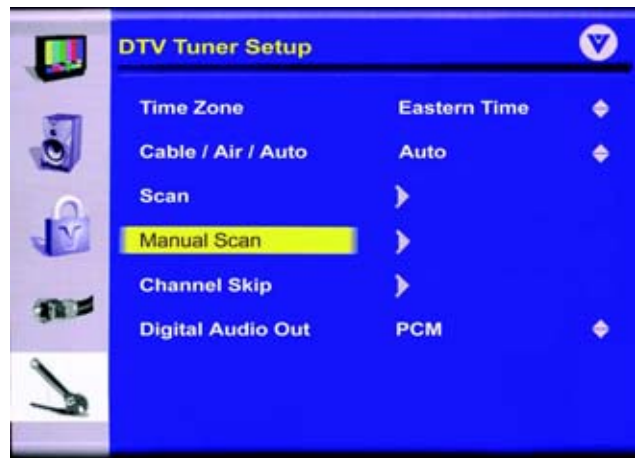 DTV Tuner Setup
Time Zone Eastern Time
Cable / Air / Auto Auto
Scan
Manual Scan
Channel Skip
Digital Audio Out PCM